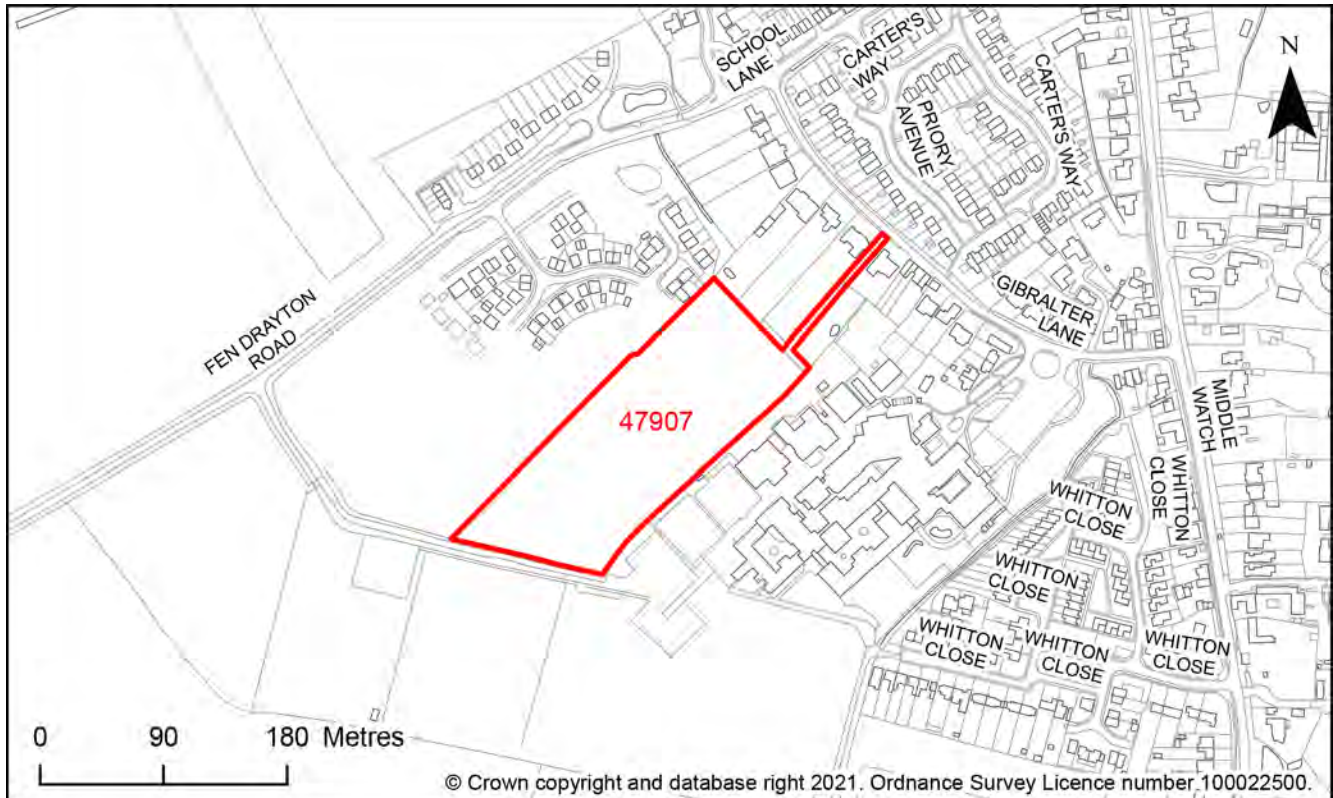 SCHOOL
LANE
CARTER'S
WAY
CARTER'S WAY
N
PRIORY
AVENUE
FEN DRAYTON
ROAD
GIBRALTER
LANE
47907
MIDDLE
WATCH
WHITTON
CLOSE
WHITTON
CLOSE
WHITTON
CLOSE
WHITTON
CLOSE
WHITTON
CLOSE
WHITTON
CLOSE
0 90 180 Metres
© Crown copyright and database right 2021. Ordnance Survey Licence number 100022500.